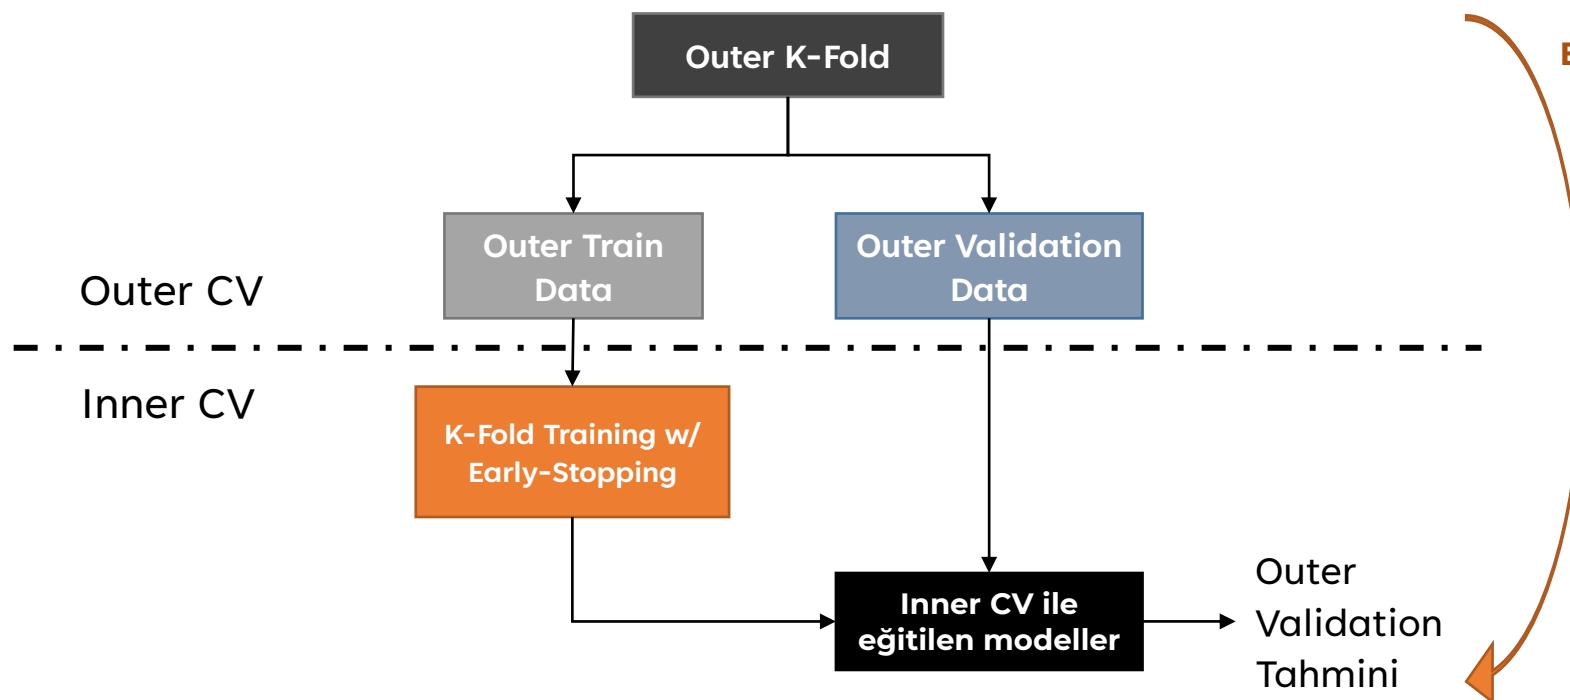 Outer K-Fold
Outer Train
Data
Outer Validation
Data
Outer CV
Inner CV
K-Fold Training w/
Early-Stopping
Inner CV ile
eğitilen modeller
Outer
Validation
Tahmini